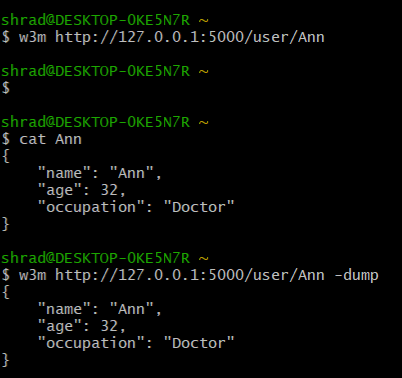 shrad@DESKTOP-0KE5N7R ~
$ w3m http://127.0.0.1:5000/user/Ann
shrad@DESKTOP-0KE5N7R ~
$
shrad@DESKTOP-0KE5N7R ~
$ cat Ann
{
    "name": "Ann",
    "age": 32,
    "occupation": "Doctor"
}
shrad@DESKTOP-0KE5N7R ~
$ w3m http://127.0.0.1:5000/user/Ann -dump
{
    "name": "Ann",
    "age": 32,
    "occupation": "Doctor"
}